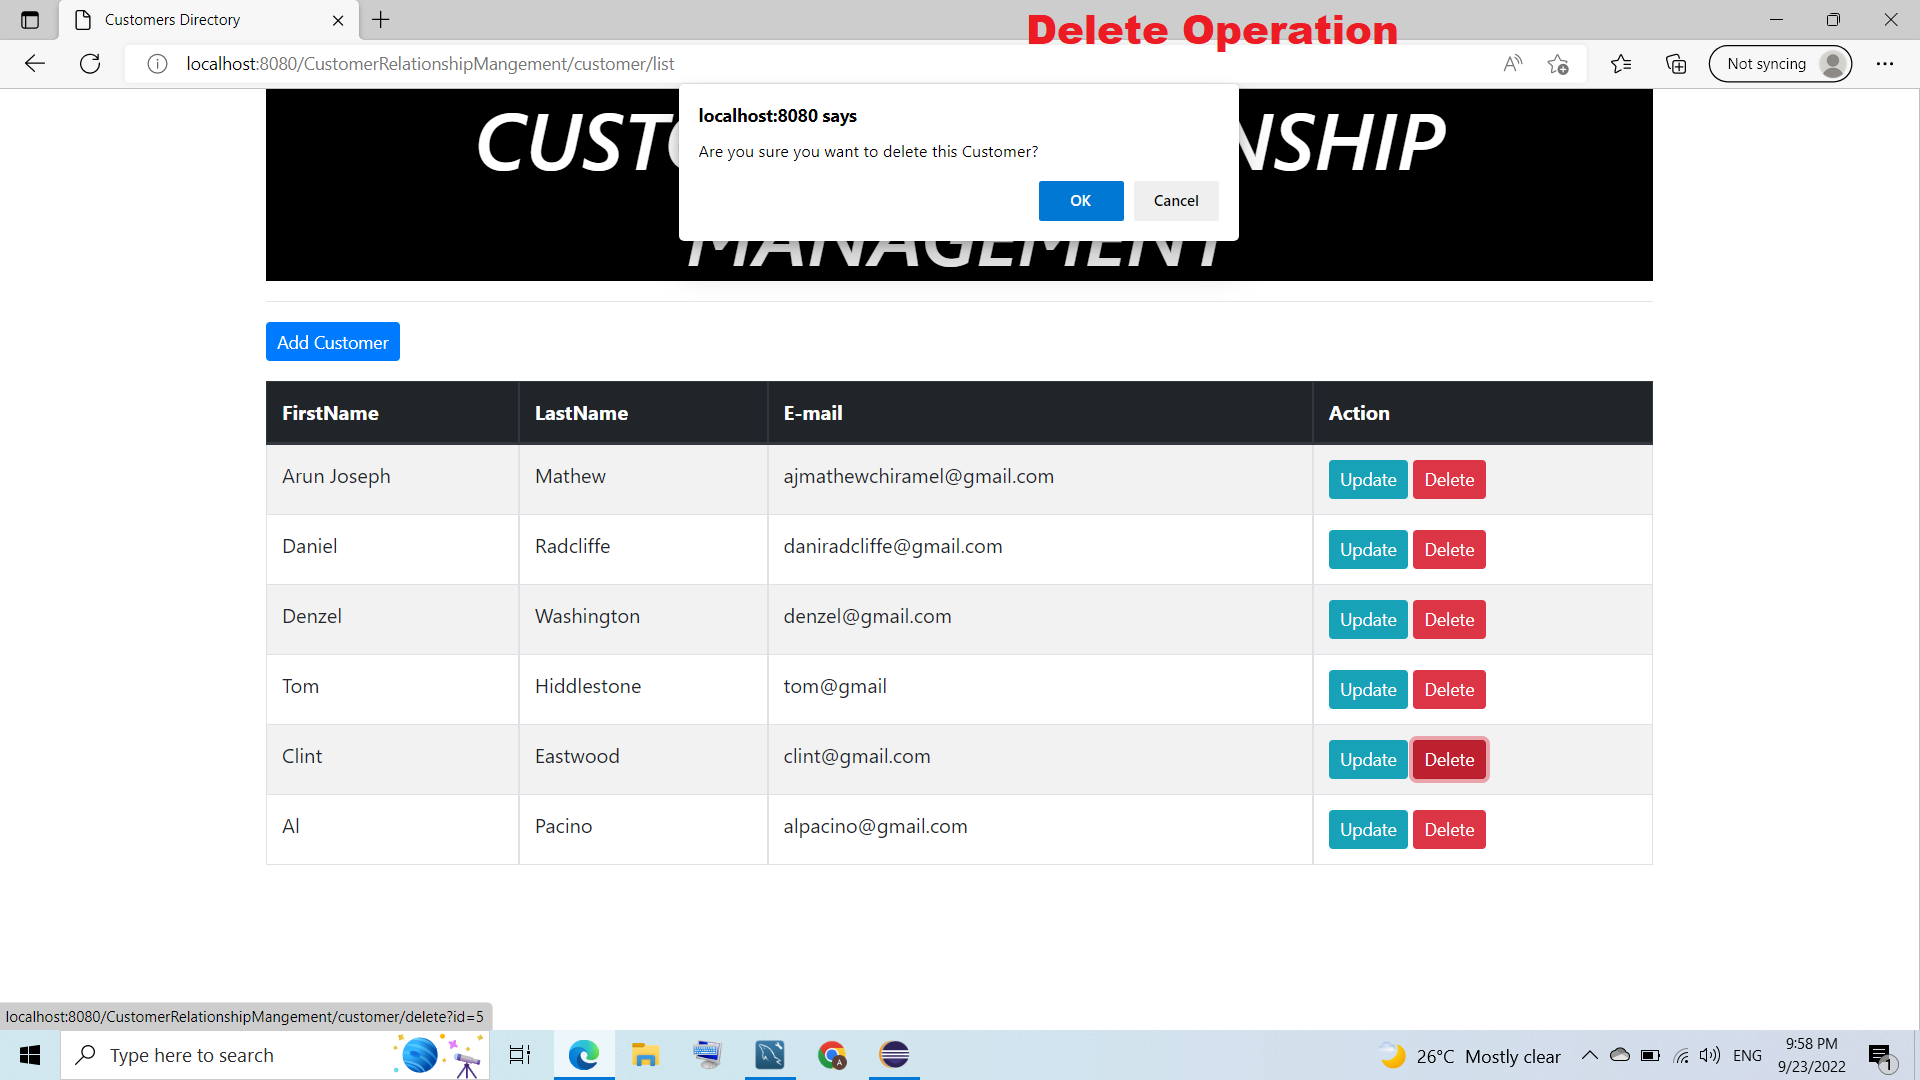 Customers Directory
Delete Operation
localhost:8080/CustomerRelationshipMangement/customer/list
Not syncing
localhost:8080 says
Are you sure you want to delete this Customer?
OK Cancel
CUST NSHIP
MANAGEMENT
Add Customer
FirstName LastName E-mail Action
Arun Joseph Mathew ajmathewchiramel@gmail.com Update Delete
Daniel Radcliffe daniradcliffe@gmail.com Update Delete
Denzel Washington denzel@gmail.com Update Delete
Tom Hiddlestone tom@gmail Update Delete
Clint Eastwood clint@gmail.com Update Delete
Al Pacino alpacino@gmail.com Update Delete
localhost:8080/CustomerRelationshipMangement/customer/delete?id=5
Type here to search
26°C Mostly clear
ENG
9:58 PM
9/23/2022
1